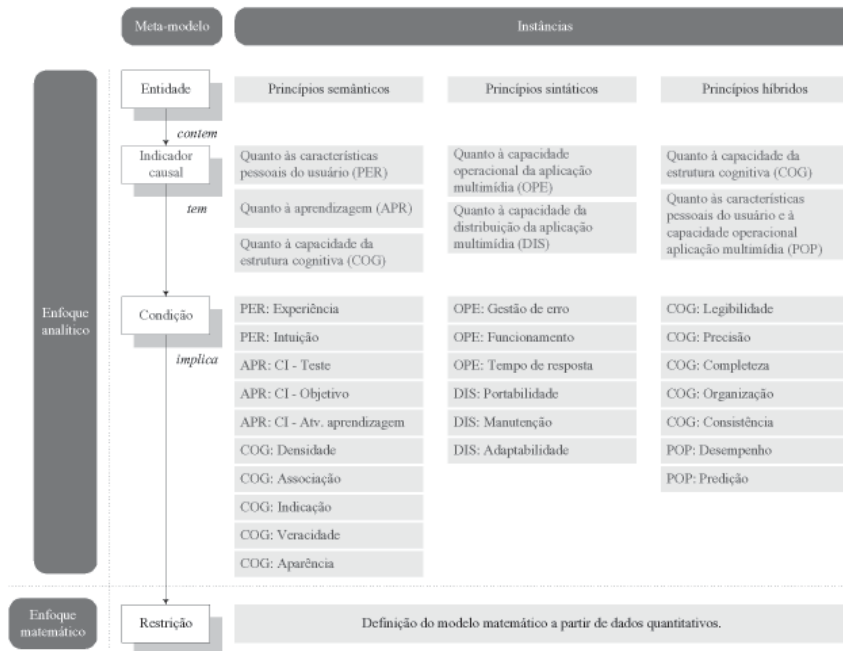 Meta-modelo
Instâncias
Entidade
Princípios semânticos
Princípios sintáticos
Princípios híbridos
contem
Indicador
causal
Quanto às características
pessoais do usuário (PER)
Quanto à aprendizagem (APR)
Quanto à capacidade da
estrutura cognitiva (COG)
Quanto à capacidade
operacional da aplicação
multimídia (OPE)
Quanto à capacidade da
distribuição da aplicação
multimídia (DIS)
Quanto à capacidade da
estrutura cognitiva (COG)
Quanto às características
pessoais do usuário e à
capacidade operacional
aplicação multimídia (POP)
tem
Enfoque
analítico
Condição
implica
PER: Experiência
PER: Intuição
APR: CI - Teste
APR: CI - Objetivo
APR: CI - Atv. aprendizagem
COG: Densidade
COG: Associação
COG: Indicação
COG: Veracidade
COG: Aparência
OPE: Gestão de erro
OPE: Funcionamento
OPE: Tempo de resposta
DIS: Portabilidade
DIS: Manutenção
DIS: Adaptabilidade
COG: Legibilidade
COG: Precisão
COG: Completeza
COG: Organização
COG: Consistência
POP: Desempenho
POP: Predição
Enfoque
matemático
Restrição
Definição do modelo matemático a partir de dados quantitativos.